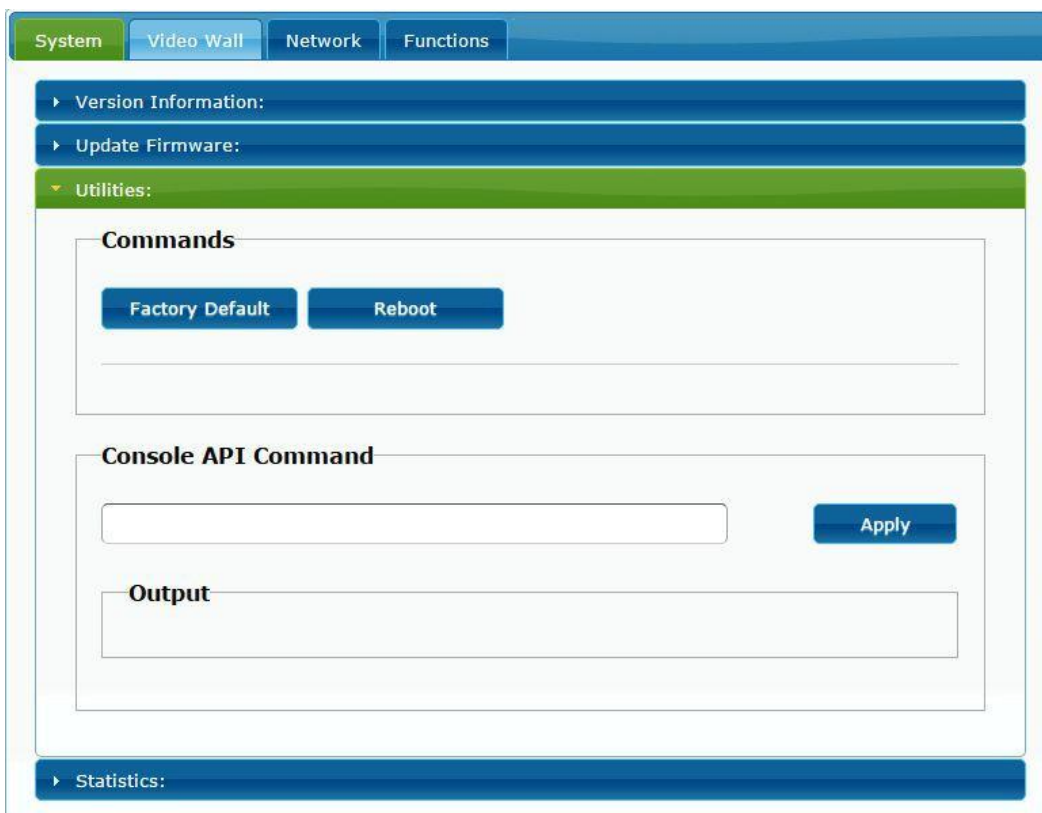 System Video Wall Network Functions
Version Information:
Update Firmware:
Utilities:
Commands
Factory Default Reboot
Console API Command
Apply
Output
Statistics: